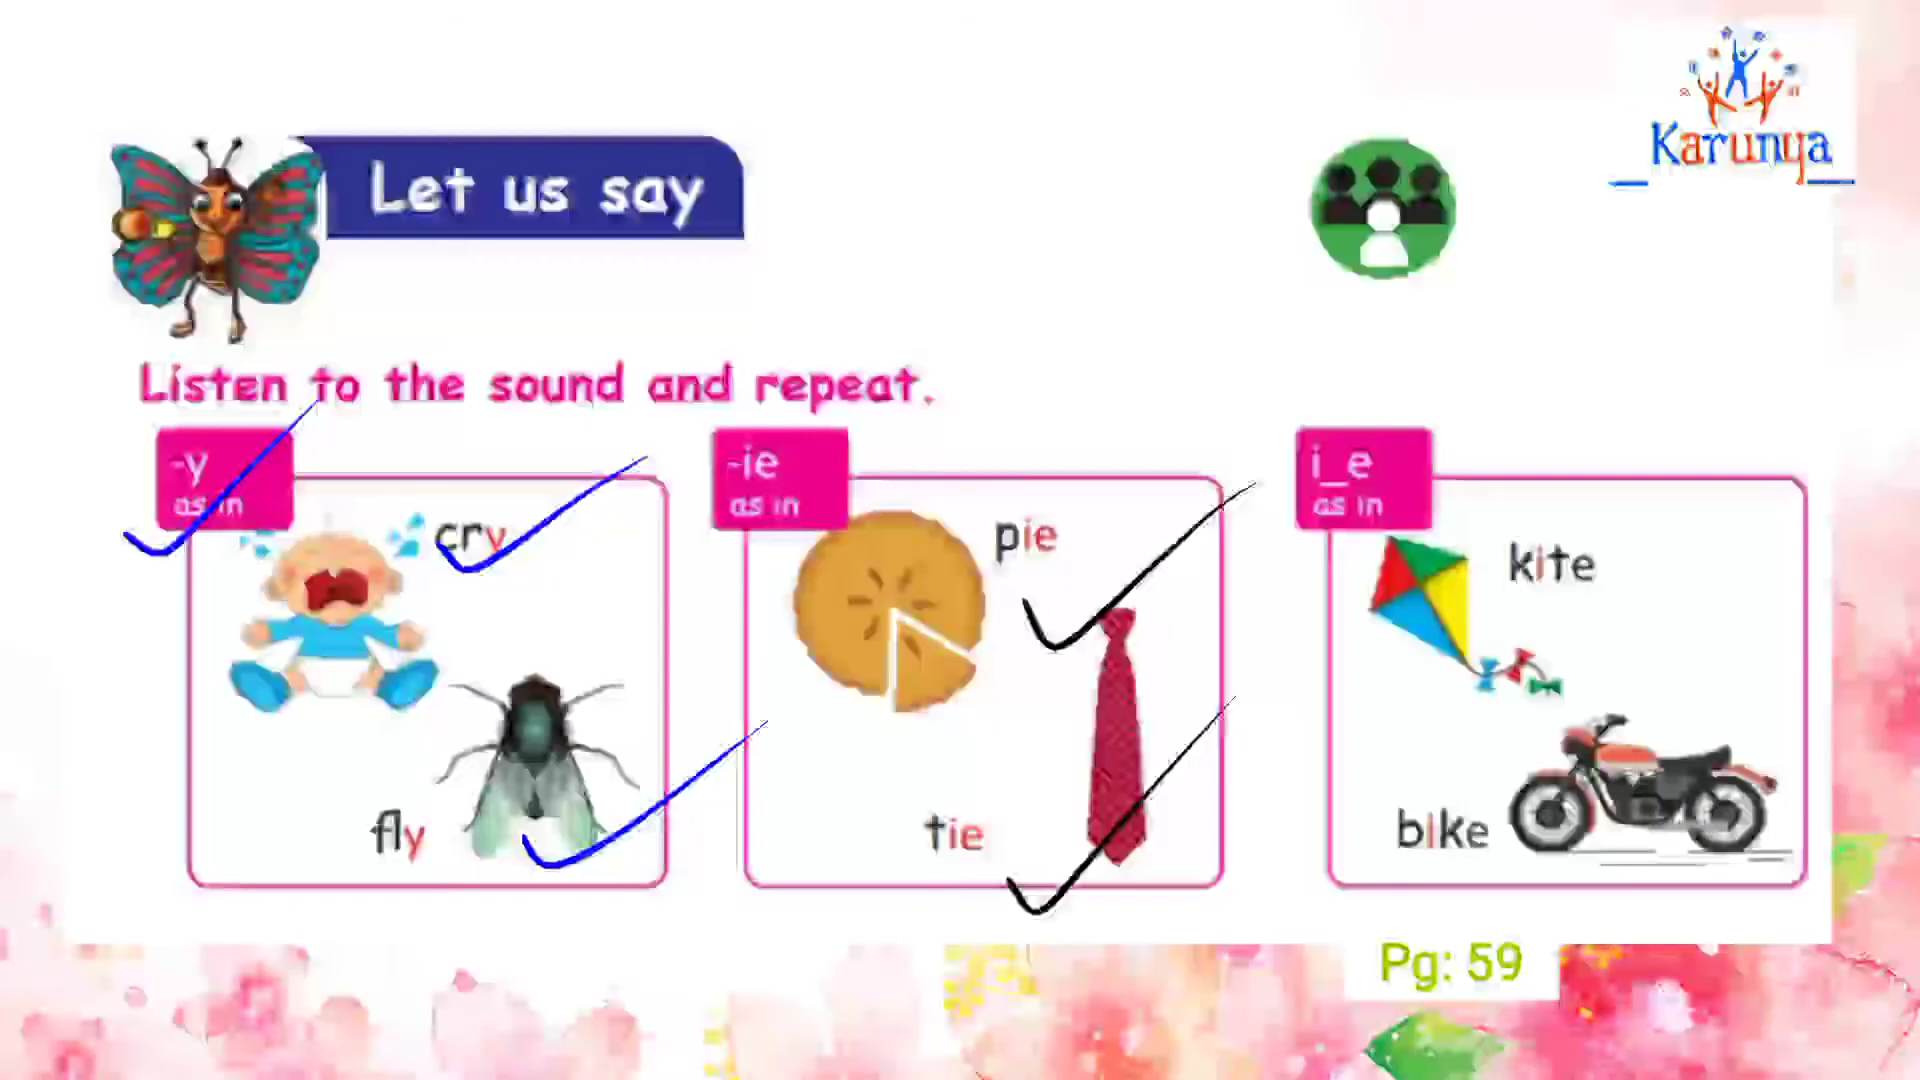 Karunya
Let us say
Listen to the sound and repeat.
-y
as in
cry
fly
-ie
as in
pie
tie
i_e
as in
kite
bike
Pg: 59